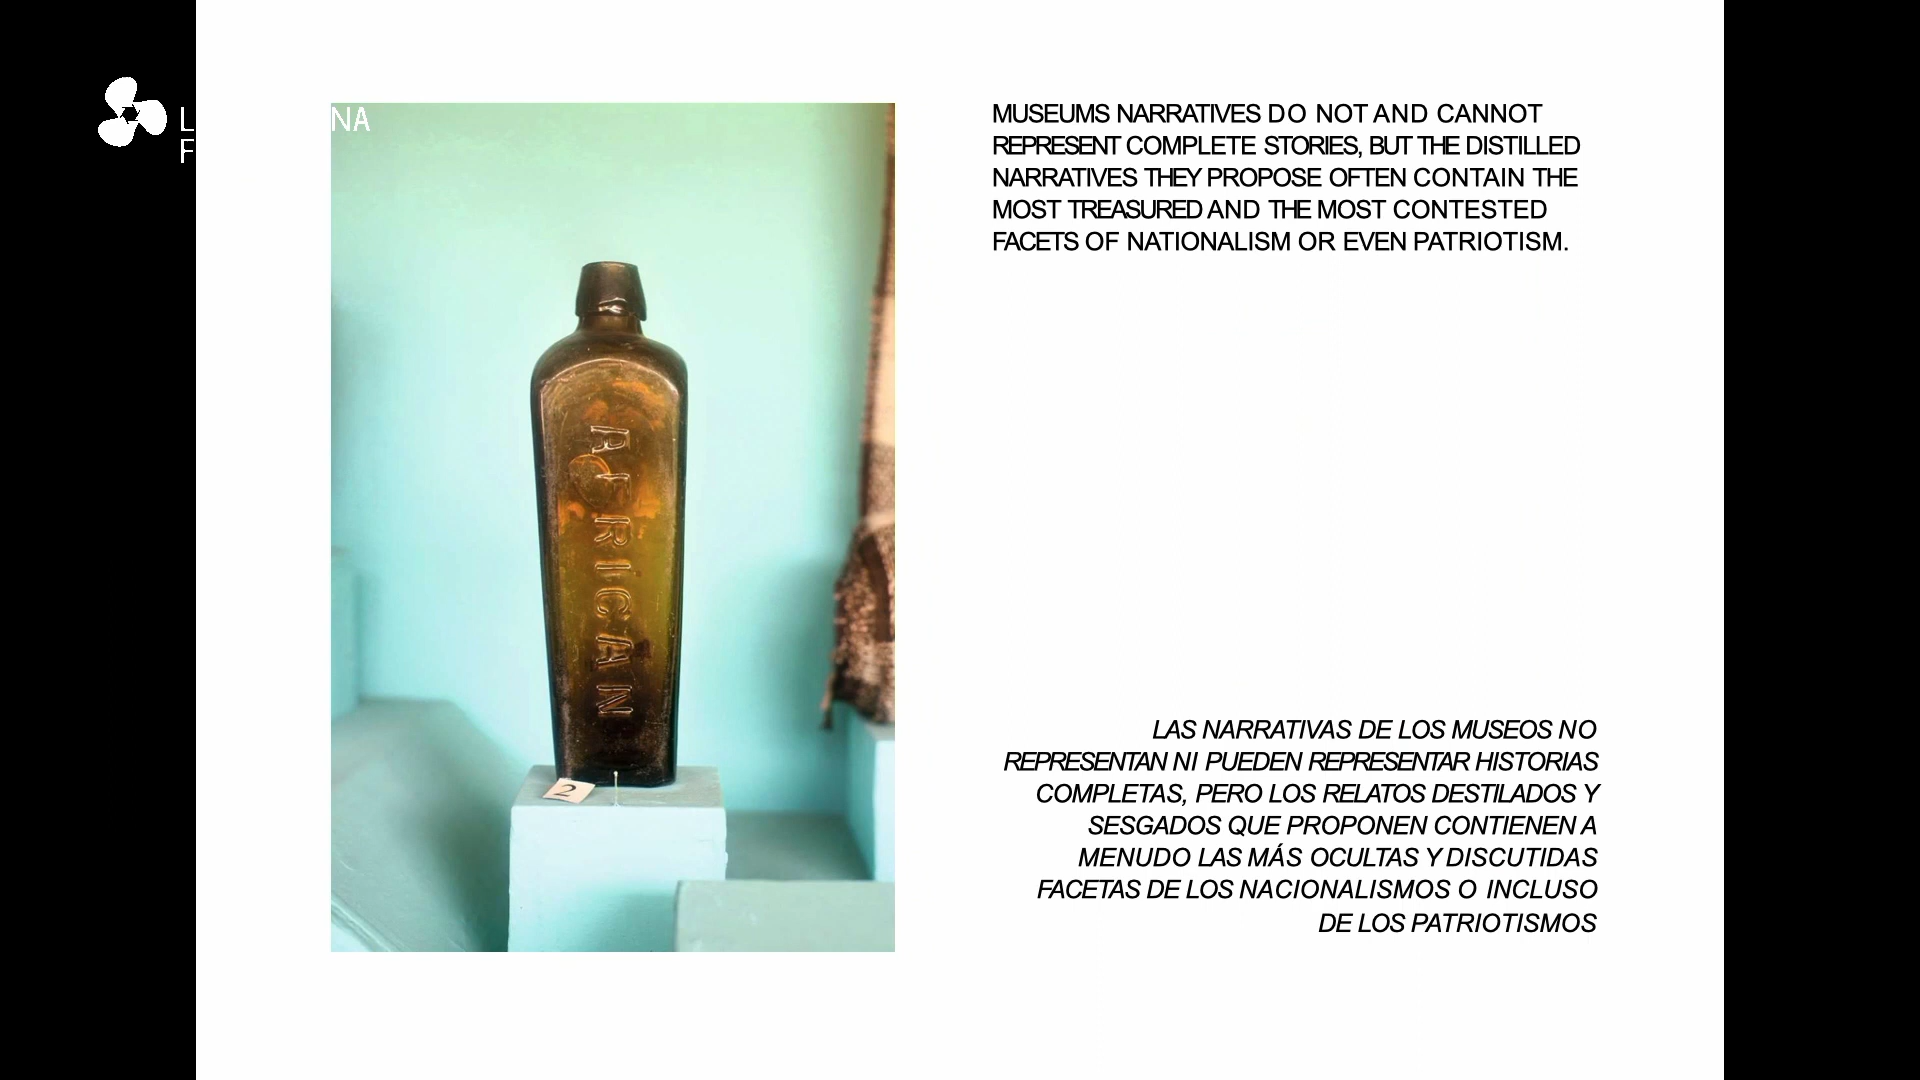 L
F
NA
AFRICAN
2
MUSEUMS NARRATIVES DO NOT AND CANNOT
REPRESENT COMPLETE STORIES, BUT THE DISTILLED
NARRATIVES THEY PROPOSE OFTEN CONTAIN THE
MOST TREASURED AND THE MOST CONTESTED
FACETS OF NATIONALISM OR EVEN PATRIOTISM.
LAS NARRATIVAS DE LOS MUSEOS NO
REPRESENTAN NI PUEDEN REPRESENTAR HISTORIAS
COMPLETAS, PERO LOS RELATOS DESTILADOS Y
SESGADOS QUE PROPONEN CONTIENEN A
MENUDO LAS MÁS OCULTAS Y DISCUTIDAS
FACETAS DE LOS NACIONALISMOS O INCLUSO
DE LOS PATRIOTISMOS